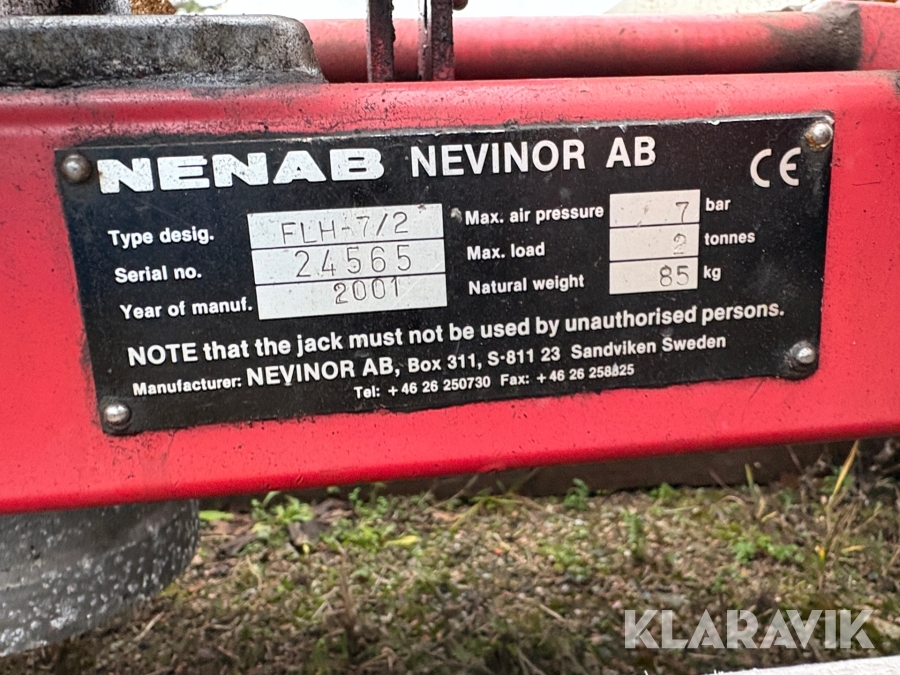 NENAB NEVINOR AB CE
Type desig. FLH-7/2 Max. air pressure 7 bar
Serial no. 24565 Max. load 2 tonnes
Year of manuf. 2001 Natural weight 85 kg
NOTE that the jack must not be used by unauthorised persons.
Manufacturer: NEVINOR AB, Box 311, S-811 23 Sandviken Sweden
Tel: +46 26 250730 Fax: +46 26 258825
KLARAVIK